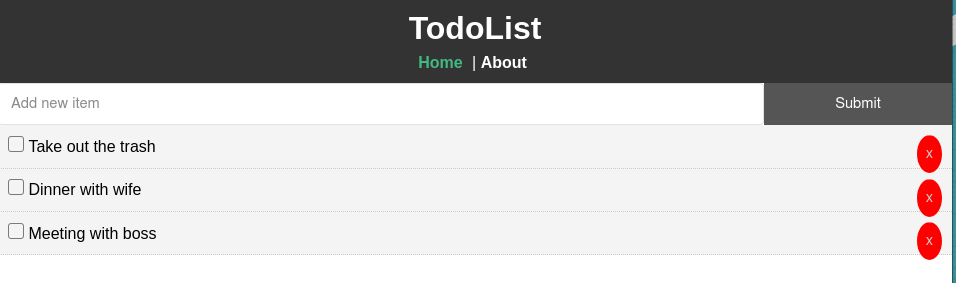 TodoList
Home | About
Add new item Submit
Take out the trash x
Dinner with wife x
Meeting with boss x